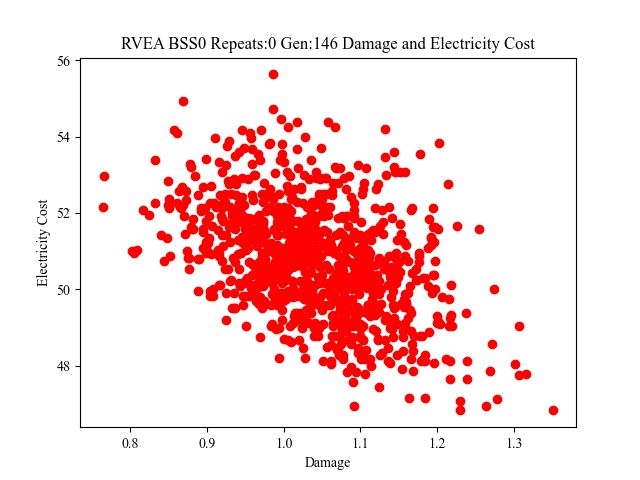 RVEA BSS0 Repeats:0 Gen:146 Damage and Electricity Cost
56
54
52
50
48
Electricity Cost
0.8 0.9 1.0 1.1 1.2 1.3
Damage